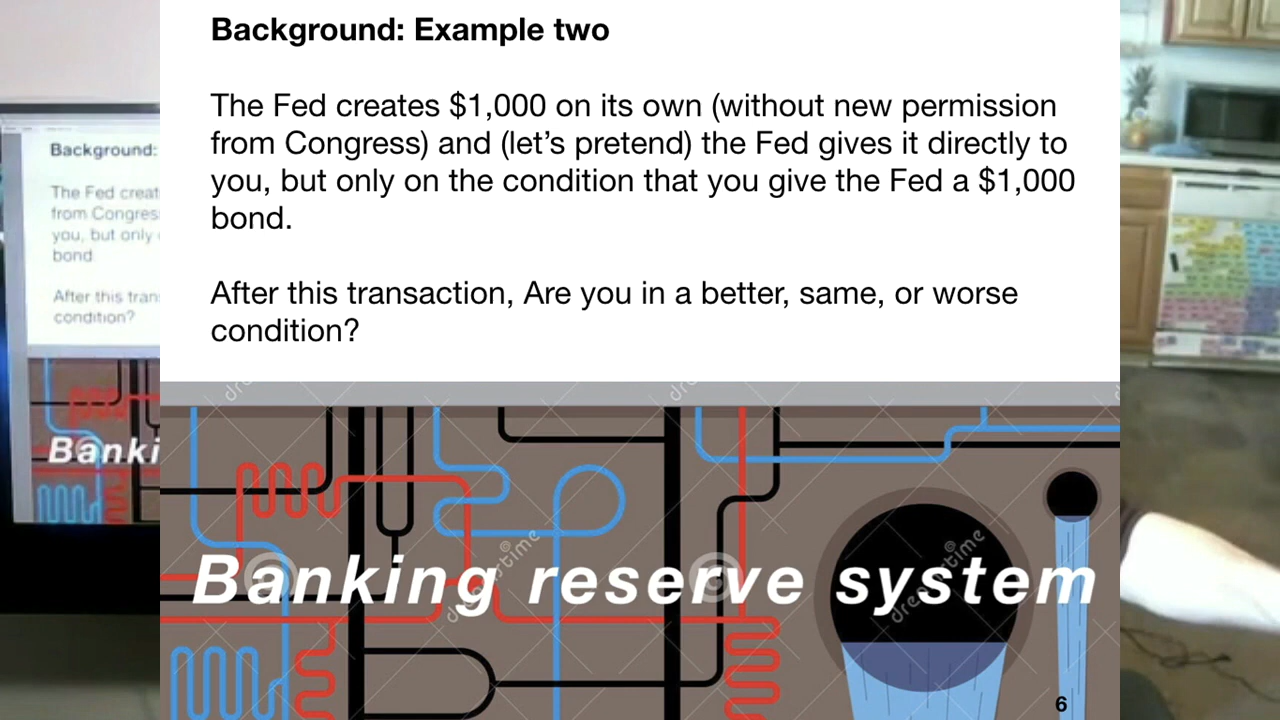 Background: Example two
The Fed creates $1,000 on its own (without new permission
from Congress) and (let’s pretend) the Fed gives it directly to
you, but only on the condition that you give the Fed a $1,000
bond.
After this transaction, Are you in a better, same, or worse
condition?
Banking reserve system
6
Background:
The Fed creat
from Congres
you, but only
bond
After this tran
condition?
Banki
dreamstime
dreamstime